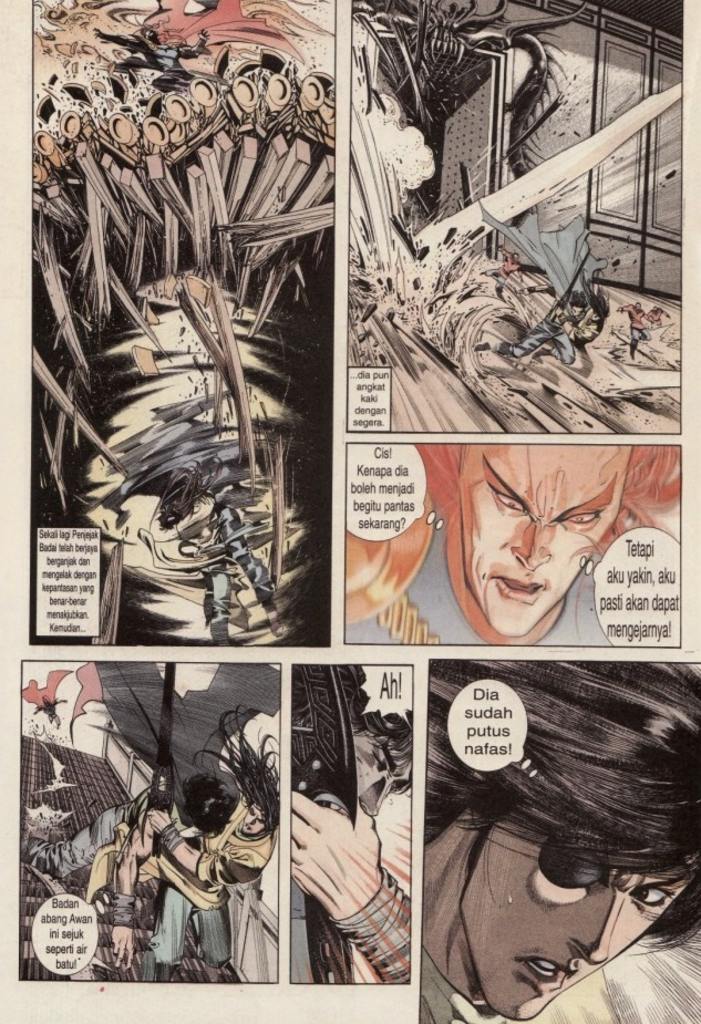 Sekali lagi Penjejak
Badai telah berjaya
berganjak dan
mengelak dengan
kepantasan yang
benar-benar
menakjubkan.
Kemudian...
...dia pun
angkat
kaki
dengan
segera.
Cis!
Kenapa dia
boleh menjadi
begitu pantas
sekarang?
Tetapi
aku yakin, aku
pasti akan dapat
mengejarnya!
Badan
abang Awan
ini sejuk
seperti air
batu!
Ah!
Dia
sudah
putus
nafas!